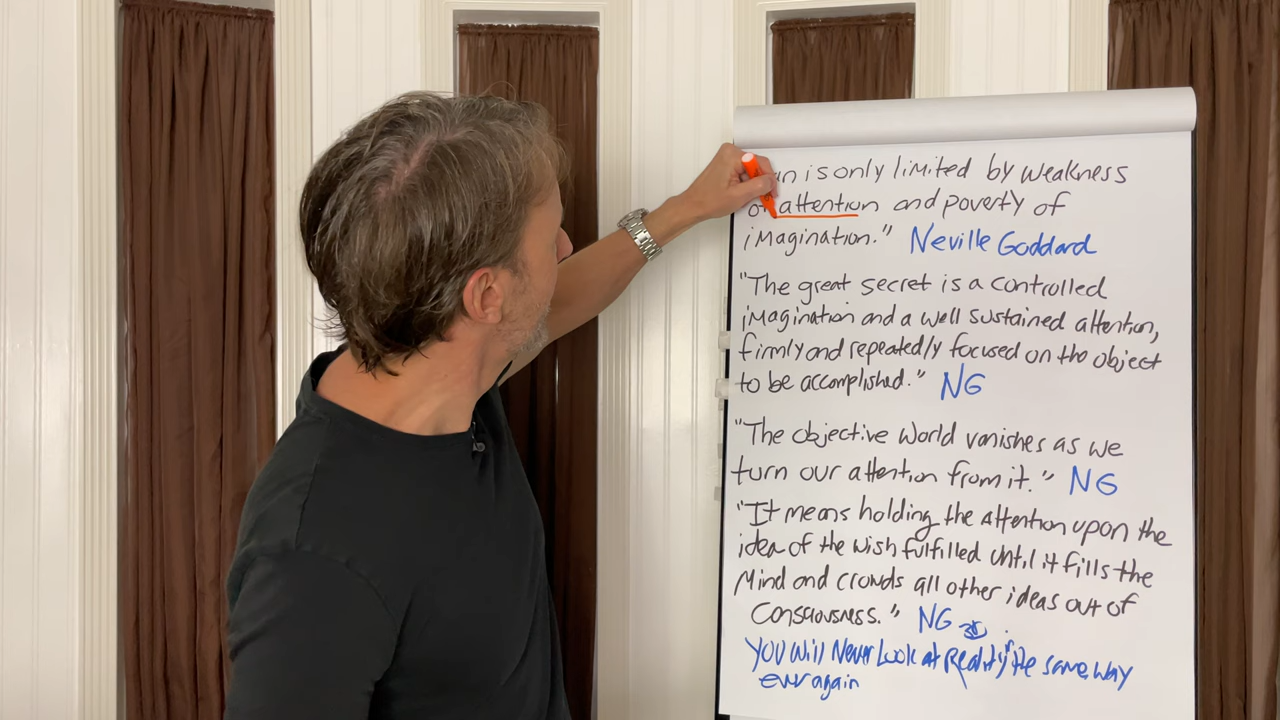 un is only limited by weakness
of attention and poverty of
imagination." Neville Goddard
"The great secret is a controlled
imagination and a well sustained attention,
firmly and repeatedly focused on the object
to be accomplished." NG
"The objective world vanishes as we
turn our attention from it." NG
"It means holding the attention upon the
idea of the wish fulfilled until it fills the
mind and crowds all other ideas out of
Consciousness." NG
You will Never Look at Reality the same way
ever again